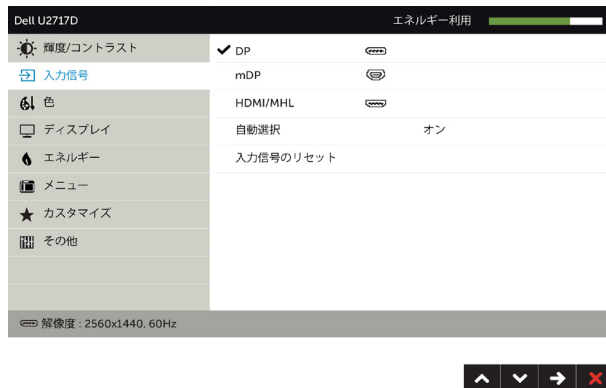 Dell U2717D エネルギー利用
輝度/コントラスト
入力信号
色
ディスプレイ
エネルギー
メニュー
カスタマイズ
その他
DP
mDP
HDMI/MHL
自動選択 オン
入力信号のリセット
解像度 : 2560x1440, 60Hz